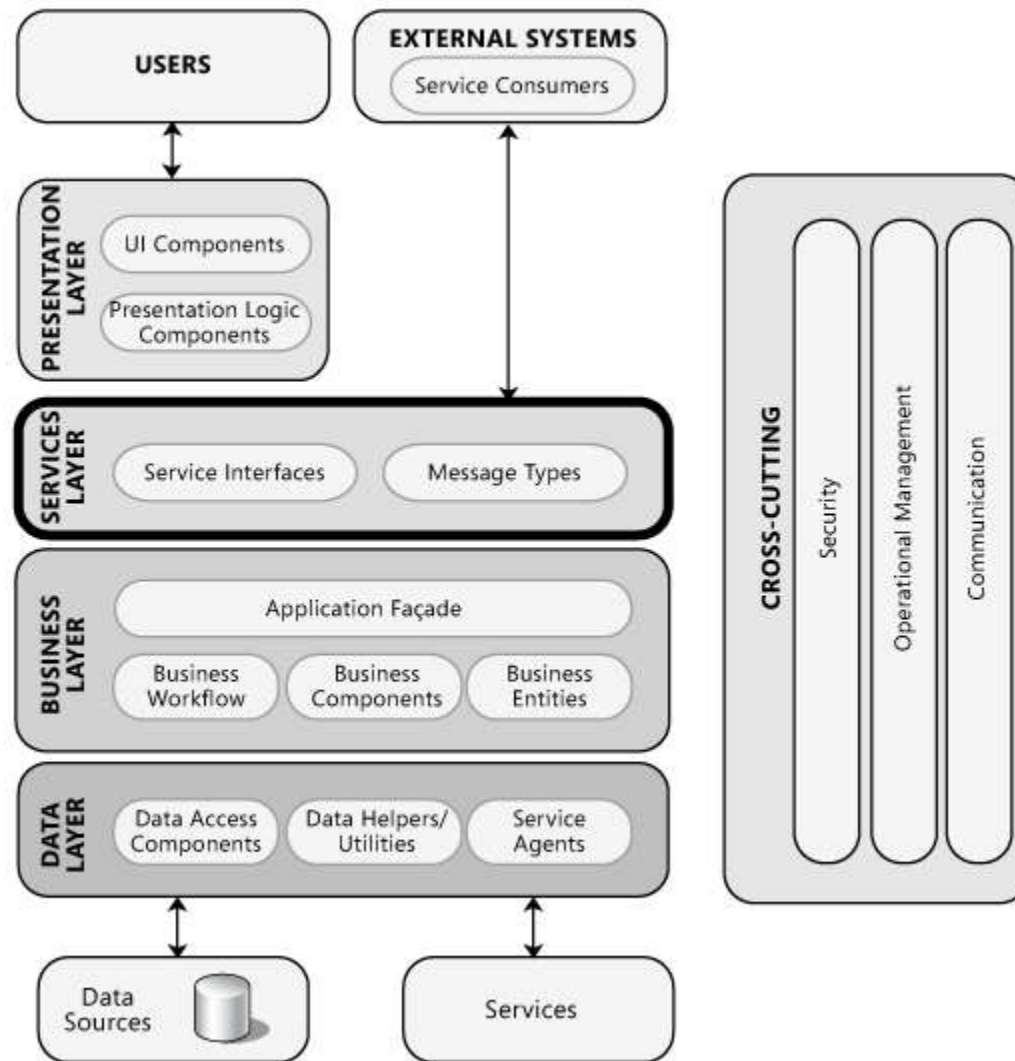 USERS
EXTERNAL SYSTEMS
Service Consumers
PRESENTATION
LAYER
UI Components
Presentation Logic
Components
SERVICES
LAYER
Service Interfaces
Message Types
BUSINESS
LAYER
Application Façade
Business
Workflow
Business
Components
Business
Entities
DATA
LAYER
Data Access
Components
Data Helpers/
Utilities
Service
Agents
Data
Sources
Services
CROSS-CUTTING
Security
Operational Management
Communication